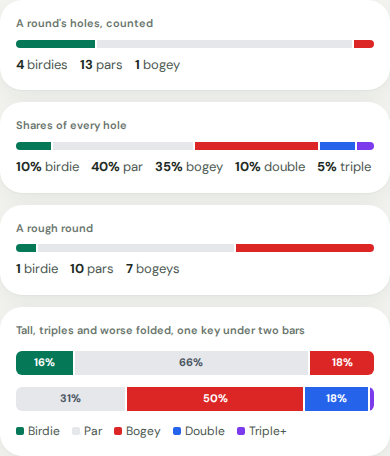 A round's holes, counted
4 birdies 13 pars 1 bogey
Shares of every hole
10% birdie 40% par 35% bogey 10% double 5% triple
A rough round
1 birdie 10 pars 7 bogeys
Tall, triples and worse folded, one key under two bars
16% 66% 18%
31% 50% 18%
Birdie Par Bogey Double Triple+